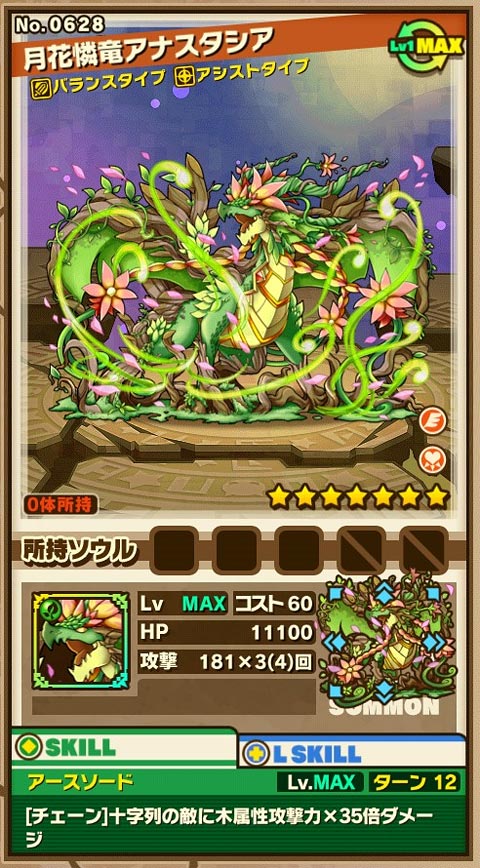 No.0628
月花憐竜アナスタシア
Lv1 MAX
バランスタイプ アシストタイプ
E
0体所持
所持ソウル
Lv MAX コスト60
HP 11100
攻撃 181×3(4)回
SUMMON
SKILL
L SKILL
アースソード Lv.MAX ターン 12
[チェーン]十字列の敵に木属性攻撃力×35倍ダメー
ジ